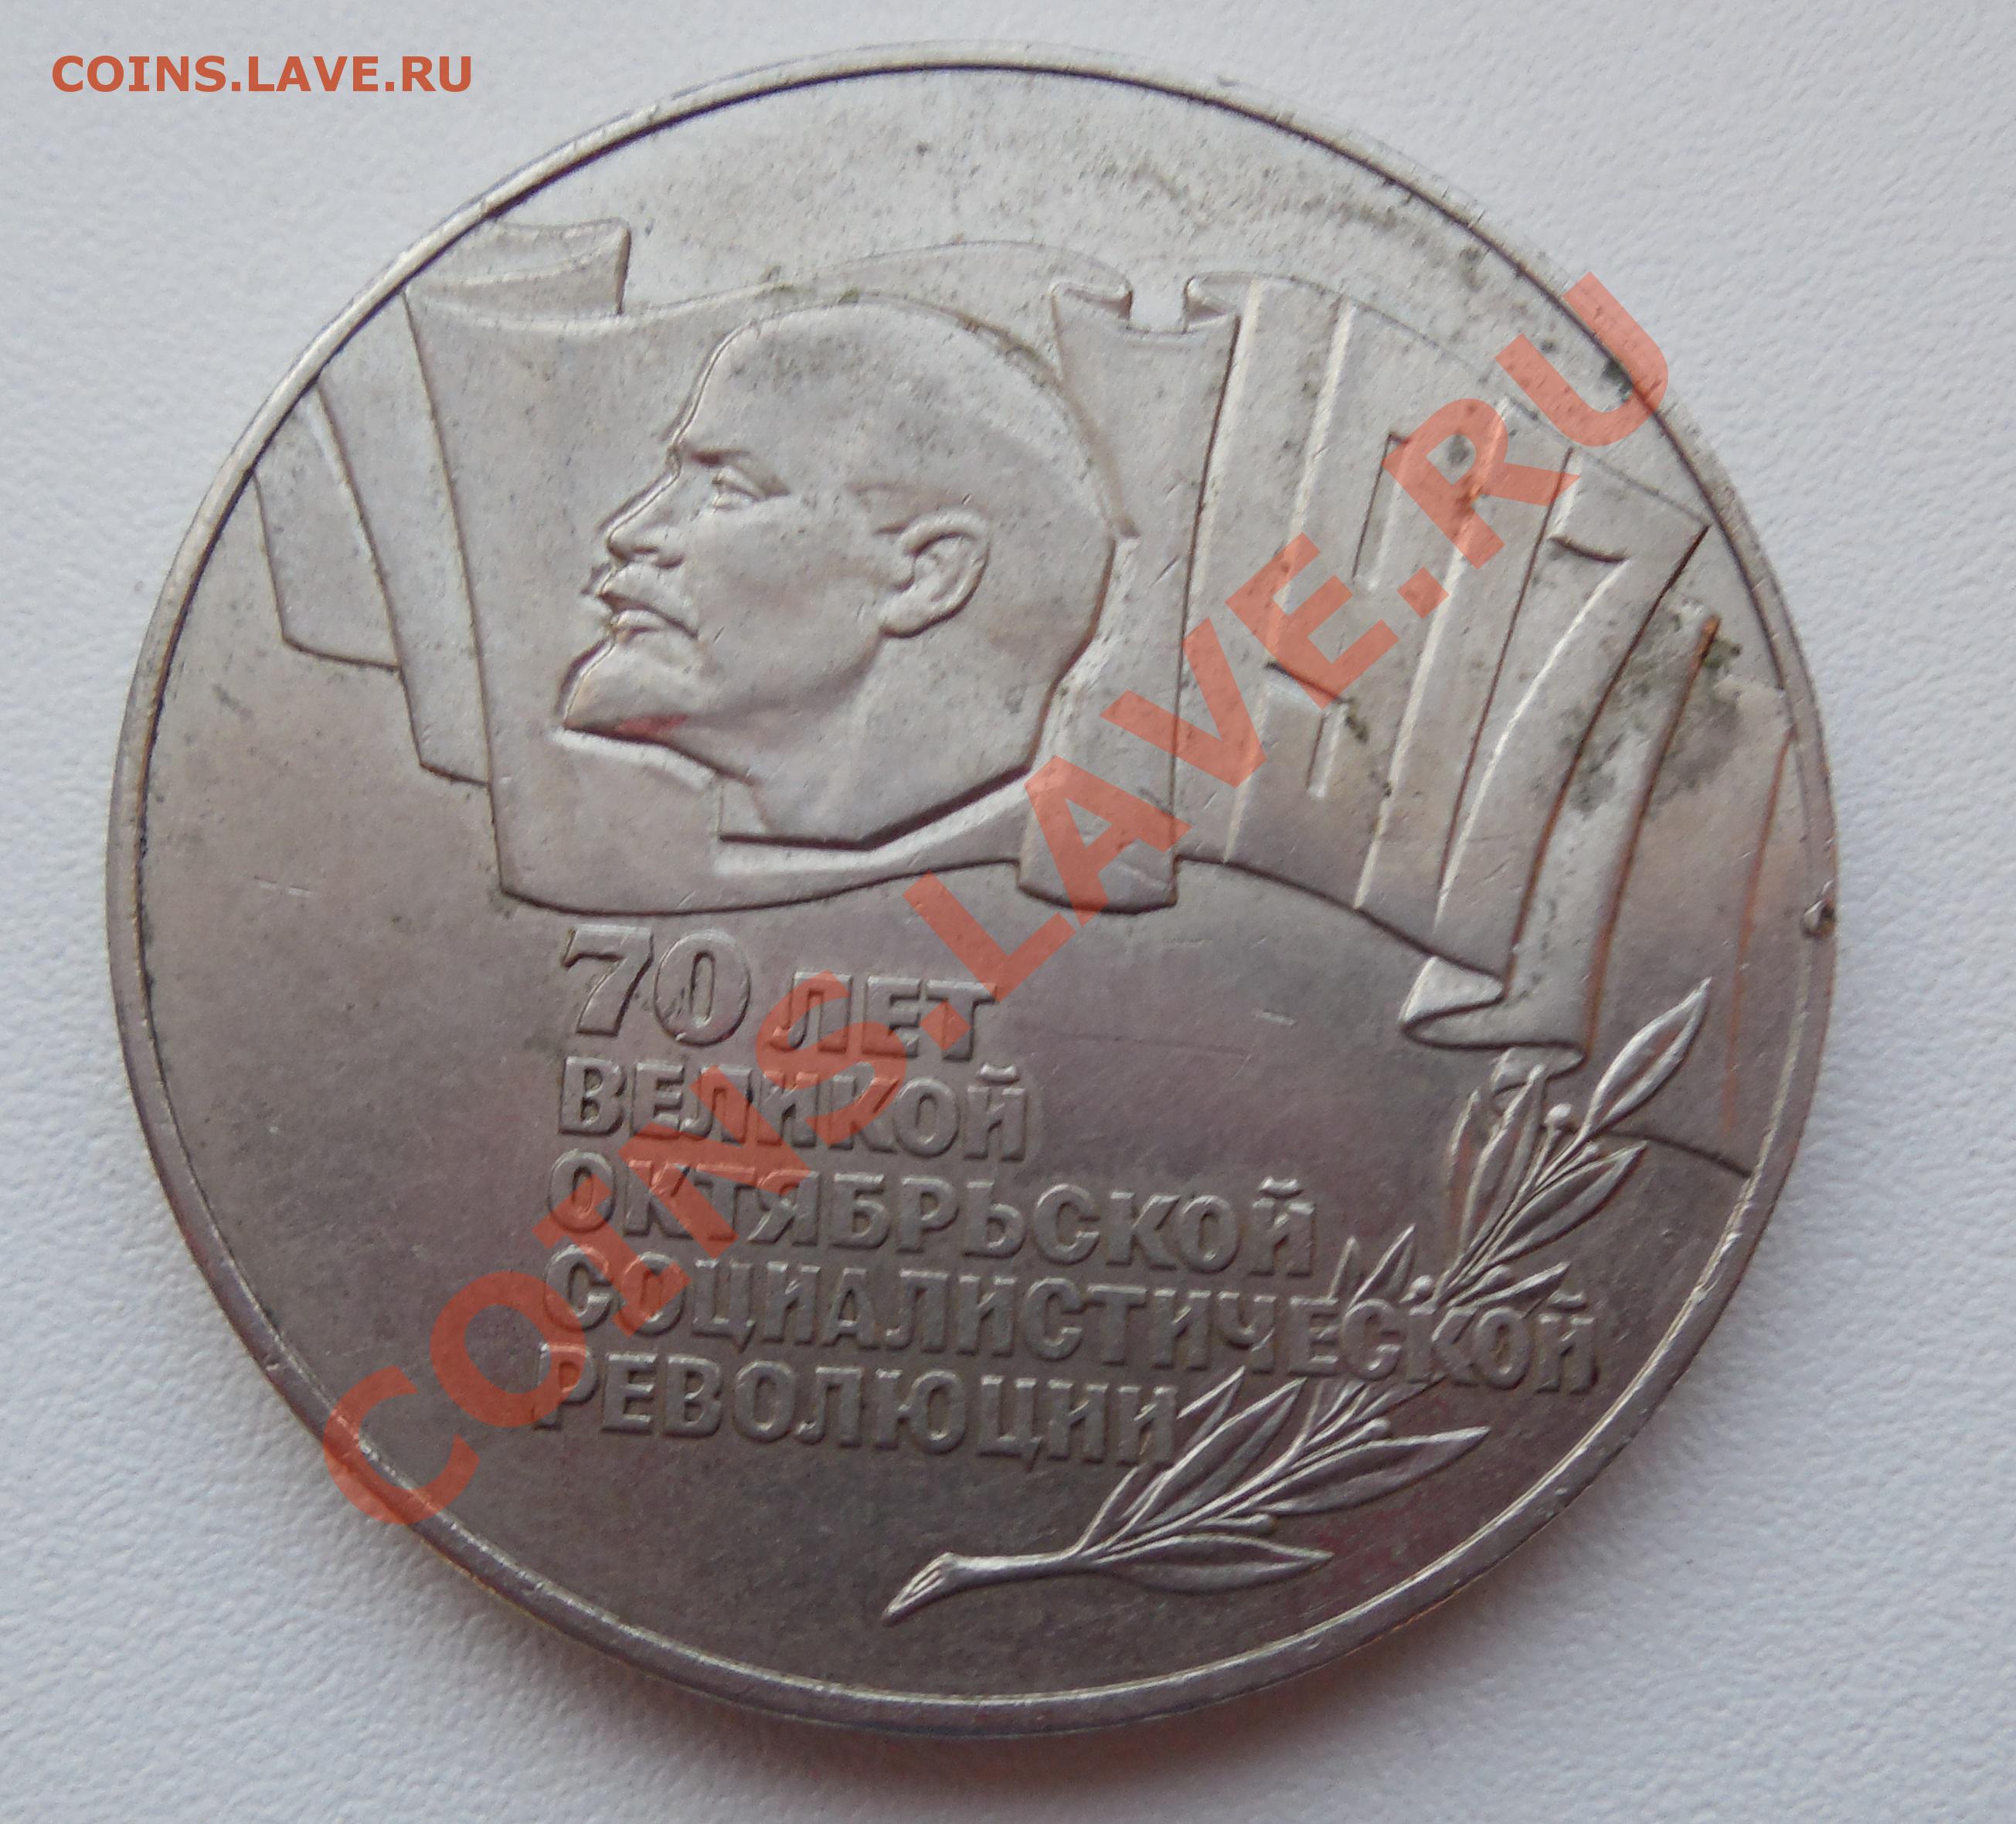 COINS.LAVE.RU
70 ЛЕТ
ВЕЛИКОЙ
ОКТЯБРЬСКОЙ
СОЦИАЛИСТИЧЕСКОЙ
РЕВОЛЮЦИИ
COINS.LAVE.RU